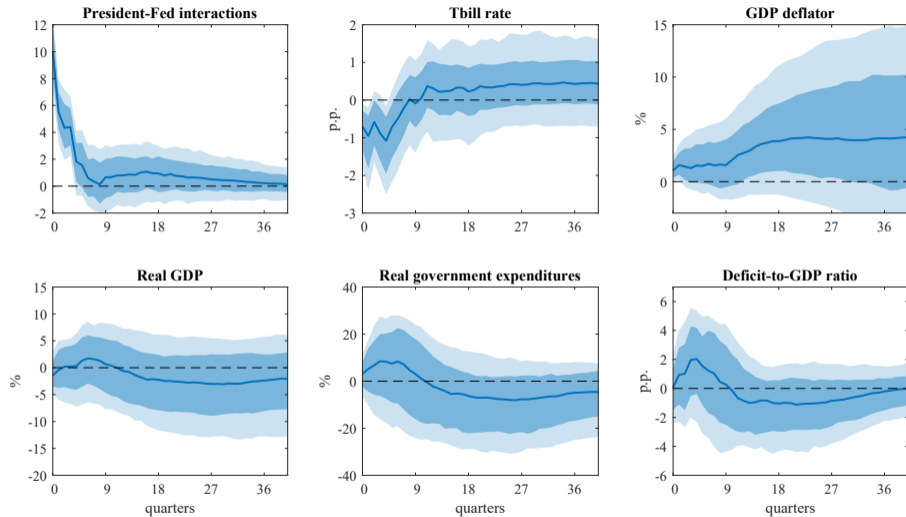 President-Fed interactions
12
10
8
6
4
2
0
-2
0 9 18 27 36
Tbill rate
p.p.
2
1
0
-1
-2
-3
0 9 18 27 36
GDP deflator
%
15
10
5
0
0 9 18 27 36
Real GDP
%
15
10
5
0
-5
-10
-15
-20
0 9 18 27 36
quarters
Real government expenditures
%
40
20
0
-20
-40
0 9 18 27 36
quarters
Deficit-to-GDP ratio
p.p.
6
4
2
0
-2
-4
-6
0 9 18 27 36
quarters